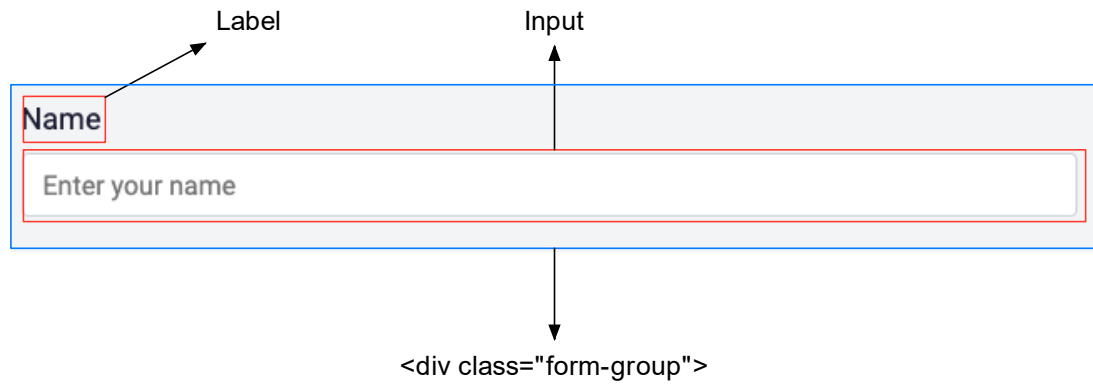 Label
Input
Name
Enter your name
<div class="form-group">